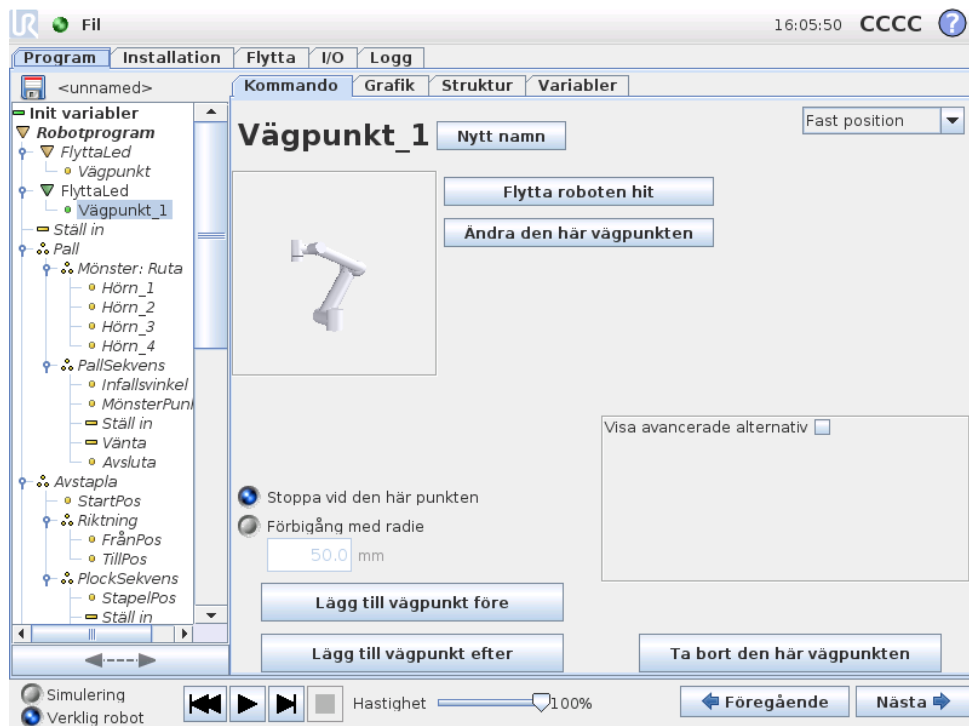 UR Fil 16:05:50 CCCC ?
Program Installation Flytta I/O Logg
<unnamed>
Kommando Grafik Struktur Variabler
Init variabler
Robotprogram
FlyttaLed
Vägpunkt
FlyttaLed
Vägpunkt_1
Ställ in
Pall
Mönster: Ruta
Hörn_1
Hörn_2
Hörn_3
Hörn_4
PallSekvens
Infallsvinkel
MönsterPunl
Ställ in
Vänta
Avsluta
Avstapla
StartPos
Riktning
FrånPos
TillPos
PlockSekvens
StapelPos
Ställ in
Vägpunkt_1 Nytt namn
Fast position
Flytta roboten hit
Ändra den här vägpunkten
Visa avancerade alternativ
Stoppa vid den här punkten
Förbigång med radie
50.0 mm
Lägg till vägpunkt före
Lägg till vägpunkt efter
Ta bort den här vägpunkten
Simulering
Verklig robot
Hastighet 100%
Föregående
Nästa